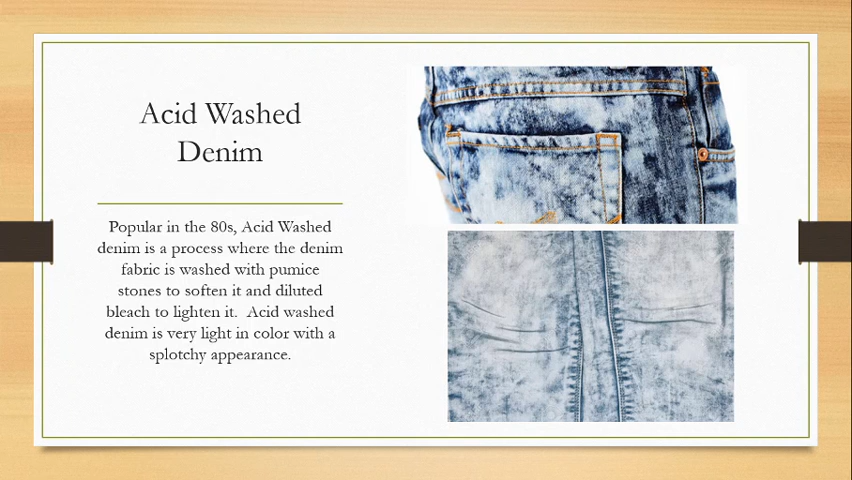 Acid Washed
Denim
Popular in the 80s, Acid Washed
denim is a process where the denim
fabric is washed with pumice
stones to soften it and diluted
bleach to lighten it.  Acid washed
denim is very light in color with a
splotchy appearance.